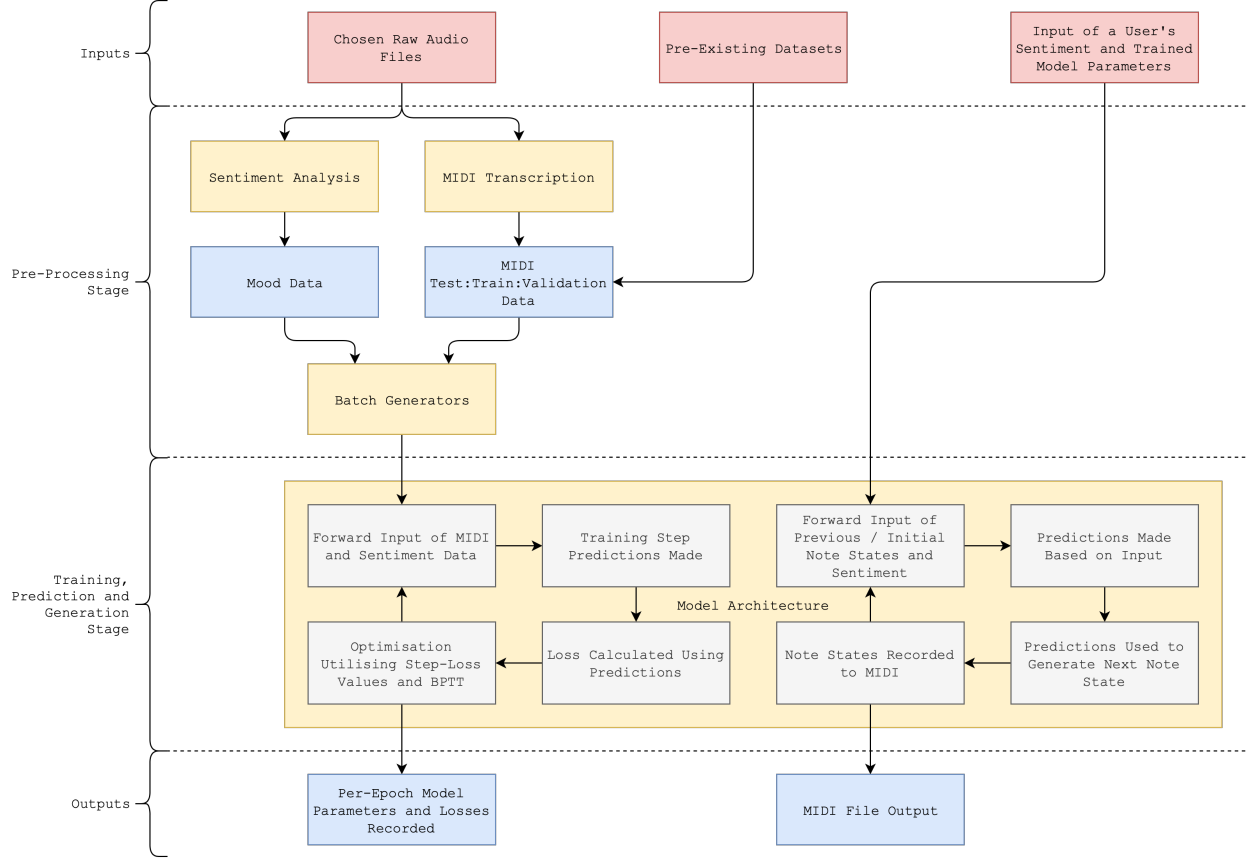 Inputs
Chosen Raw Audio
Files
Pre-Existing Datasets
Input of a User's
Sentiment and Trained
Model Parameters
Pre-Processing
Stage
Sentiment Analysis
MIDI Transcription
Mood Data
MIDI
Test:Train:Validation
Data
Batch Generators
Training,
Prediction and
Generation
Stage
Forward Input of MIDI
and Sentiment Data
Training Step
Predictions Made
Forward Input of
Previous / Initial
Note States and
Sentiment
Predictions Made
Based on Input
Model Architecture
Optimisation
Utilising Step-Loss
Values and BPTT
Loss Calculated Using
Predictions
Note States Recorded
to MIDI
Predictions Used to
Generate Next Note
State
Outputs
Per-Epoch Model
Parameters and Losses
Recorded
MIDI File Output